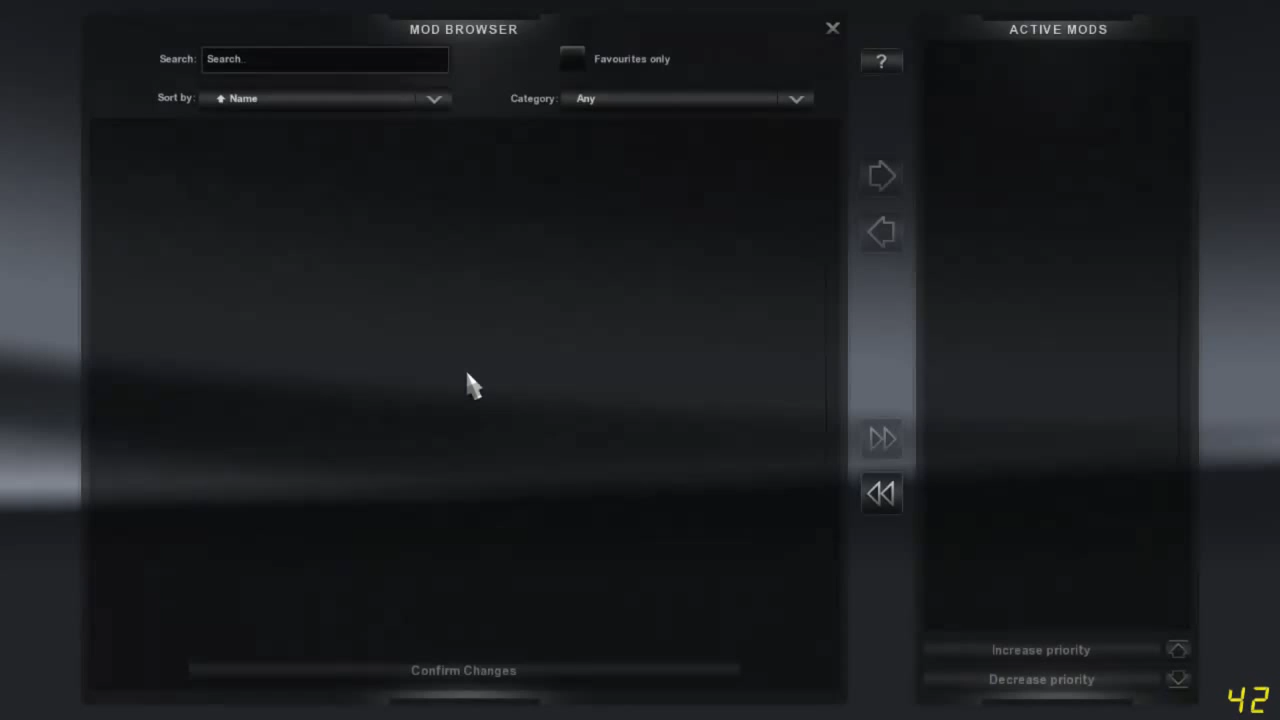 MOD BROWSER
ACTIVE MODS
Search: Search..
Favourites only
?
Sort by: Name
Category: Any
Confirm Changes
Increase priority
Decrease priority
42